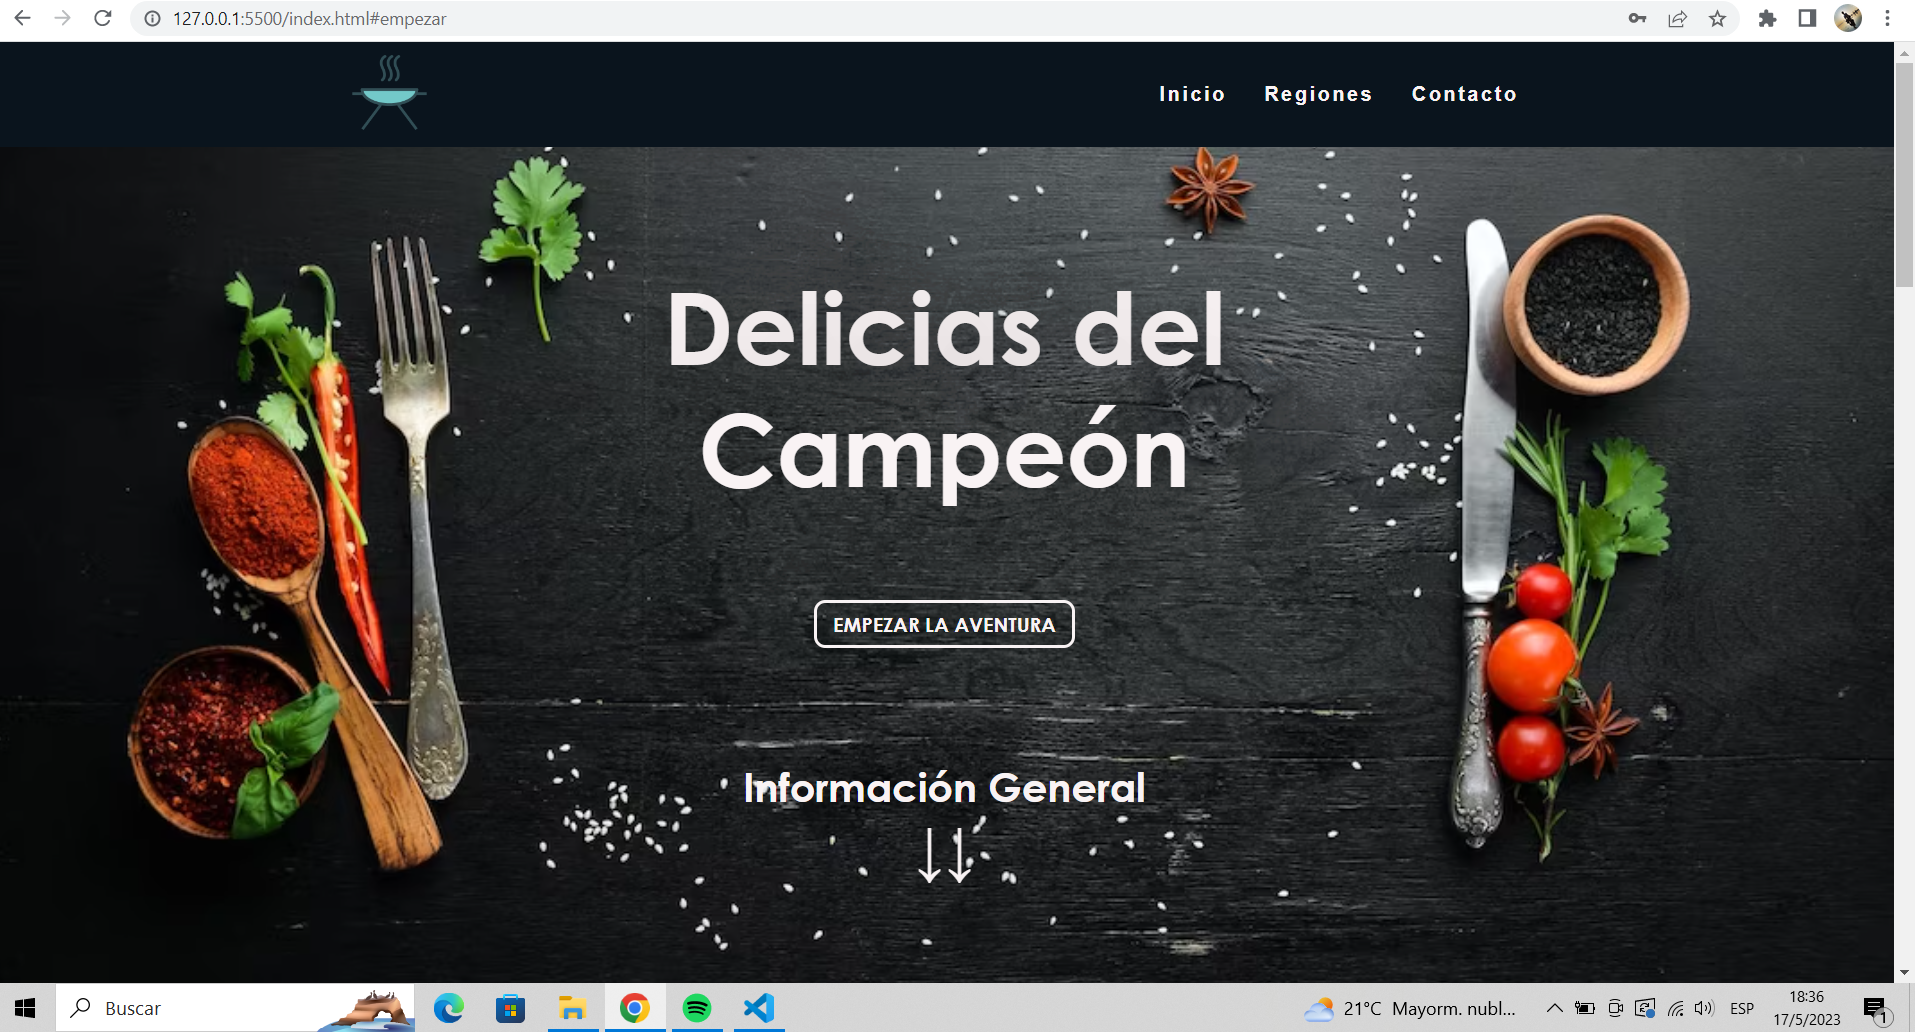 127.0.0.1:5500/index.html#empezar
Inicio Regiones Contacto
Delicias del
Campeón
EMPEZAR LA AVENTURA
Información General
↓↓
Buscar
21°C Mayorm. nubl...
ESP
18:36
17/5/2023
1